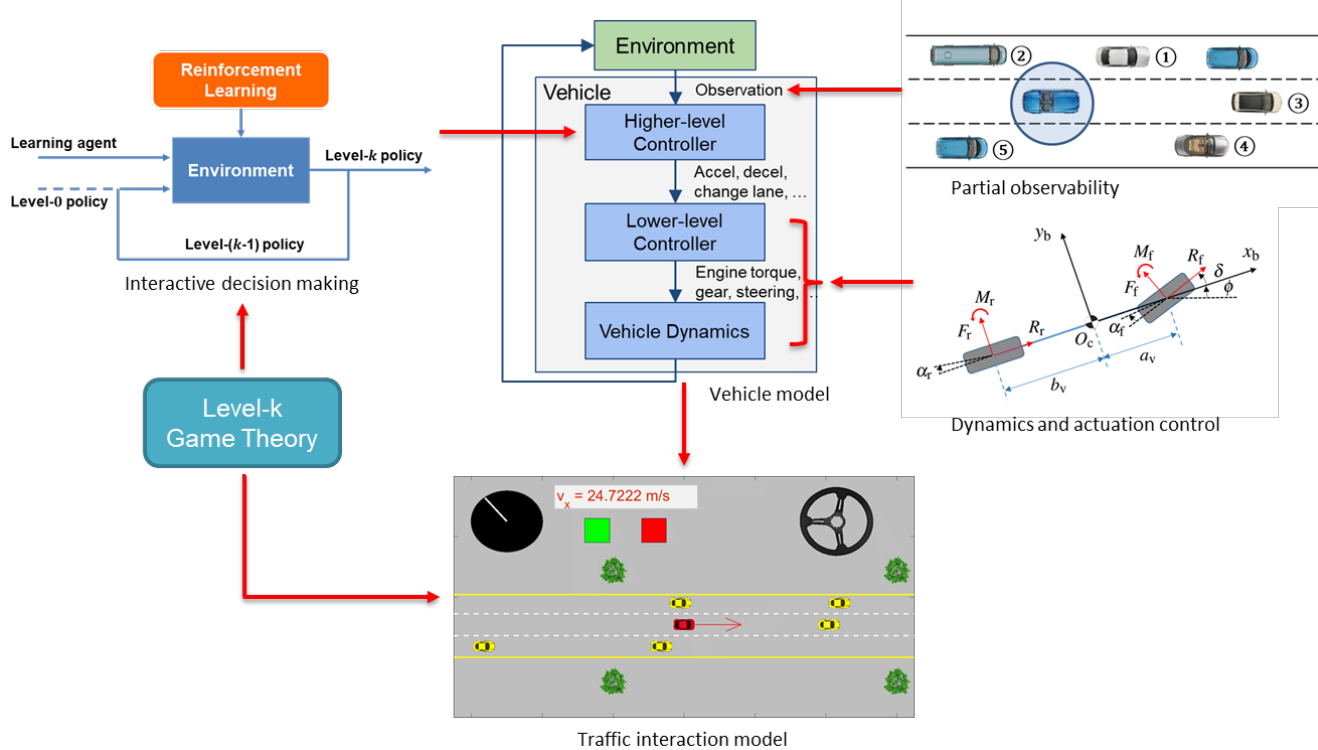 Reinforcement
Learning
Learning agent
Environment
Level-k policy
Level-0 policy
Level-(k-1) policy
Interactive decision making
Level-k
Game Theory
Environment
Vehicle
Observation
Higher-level
Controller
Accel, decel,
change lane, …
Lower-level
Controller
Engine torque,
gear, steering, …
Vehicle Dynamics
Vehicle model
②
①
③
⑤
④
Partial observability
y_b
x_b
M_f
R_f
δ
F_f
ϕ
M_r
α_f
F_r
R_r
O_c
a_v
α_r
b_v
Dynamics and actuation control
v_x = 24.7222 m/s
Traffic interaction model